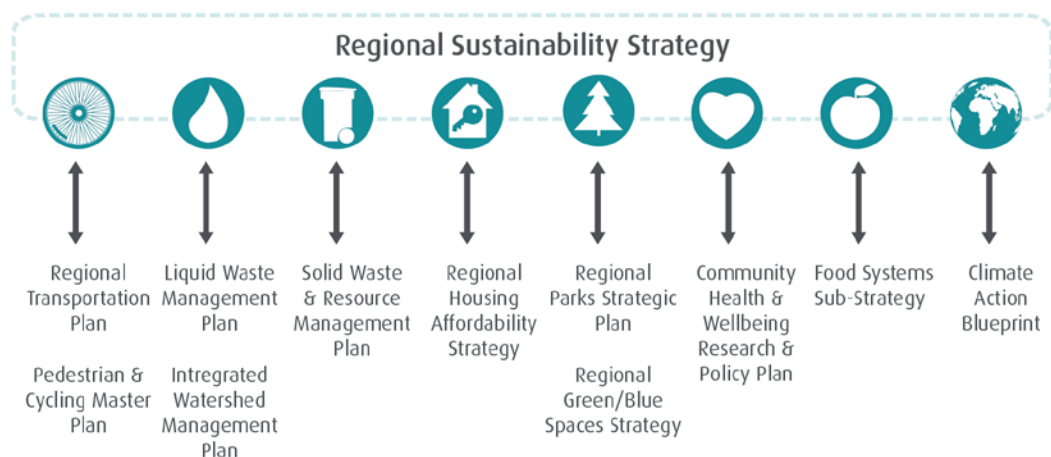 Regional Sustainability Strategy
Regional
Transportation
Plan
Pedestrian &
Cycling Master
Plan
Liquid Waste
Management
Plan
Intregrated
Watershed
Management
Plan
Solid Waste
& Resource
Management
Plan
Regional
Housing
Affordability
Strategy
Regional
Parks Strategic
Plan
Regional
Green/Blue
Spaces Strategy
Community
Health &
Wellbeing
Research &
Policy Plan
Food Systems
Sub-Strategy
Climate
Action
Blueprint